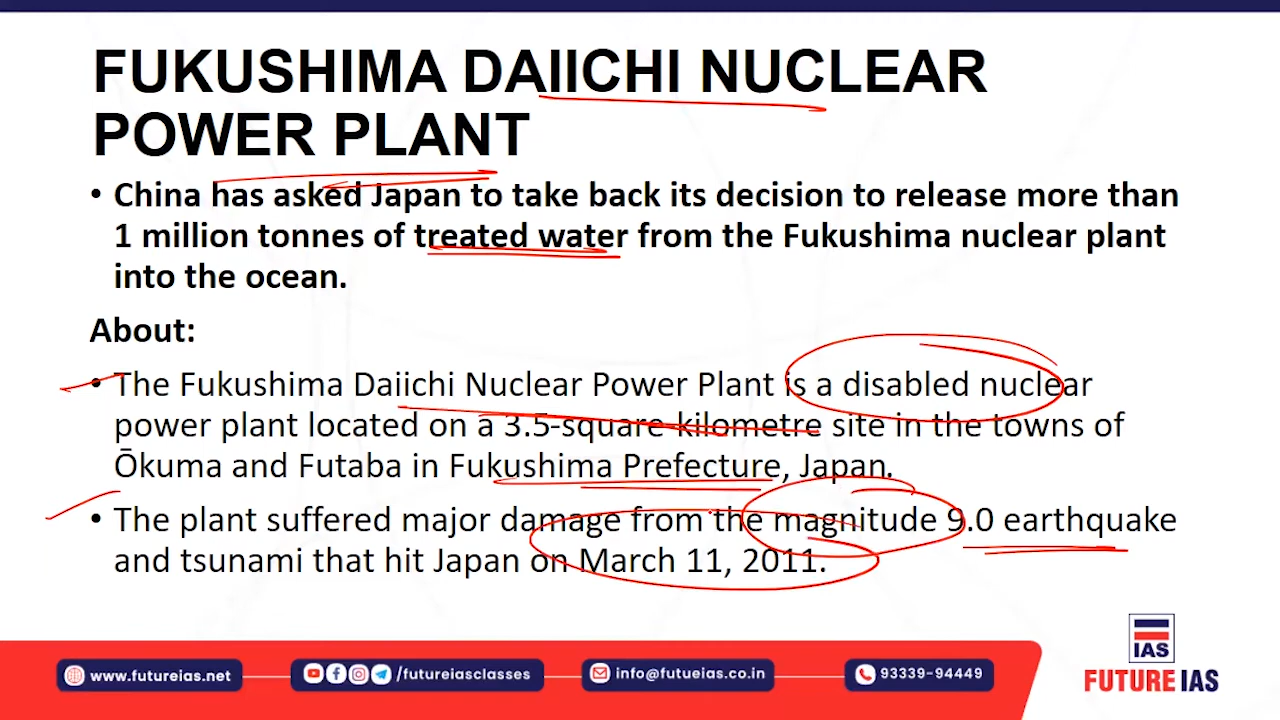 FUKUSHIMA DAIICHI NUCLEAR
POWER PLANT
• China has asked Japan to take back its decision to release more than
1 million tonnes of treated water from the Fukushima nuclear plant
into the ocean.
About:
• The Fukushima Daiichi Nuclear Power Plant is a disabled nuclear
power plant located on a 3.5-square-kilometre site in the towns of
Ōkuma and Futaba in Fukushima Prefecture, Japan.
• The plant suffered major damage from the magnitude 9.0 earthquake
and tsunami that hit Japan on March 11, 2011.
IAS
FUTURE IAS
www.futureias.net
/futureiasclasses
info@futueias.co.in
93339-94449